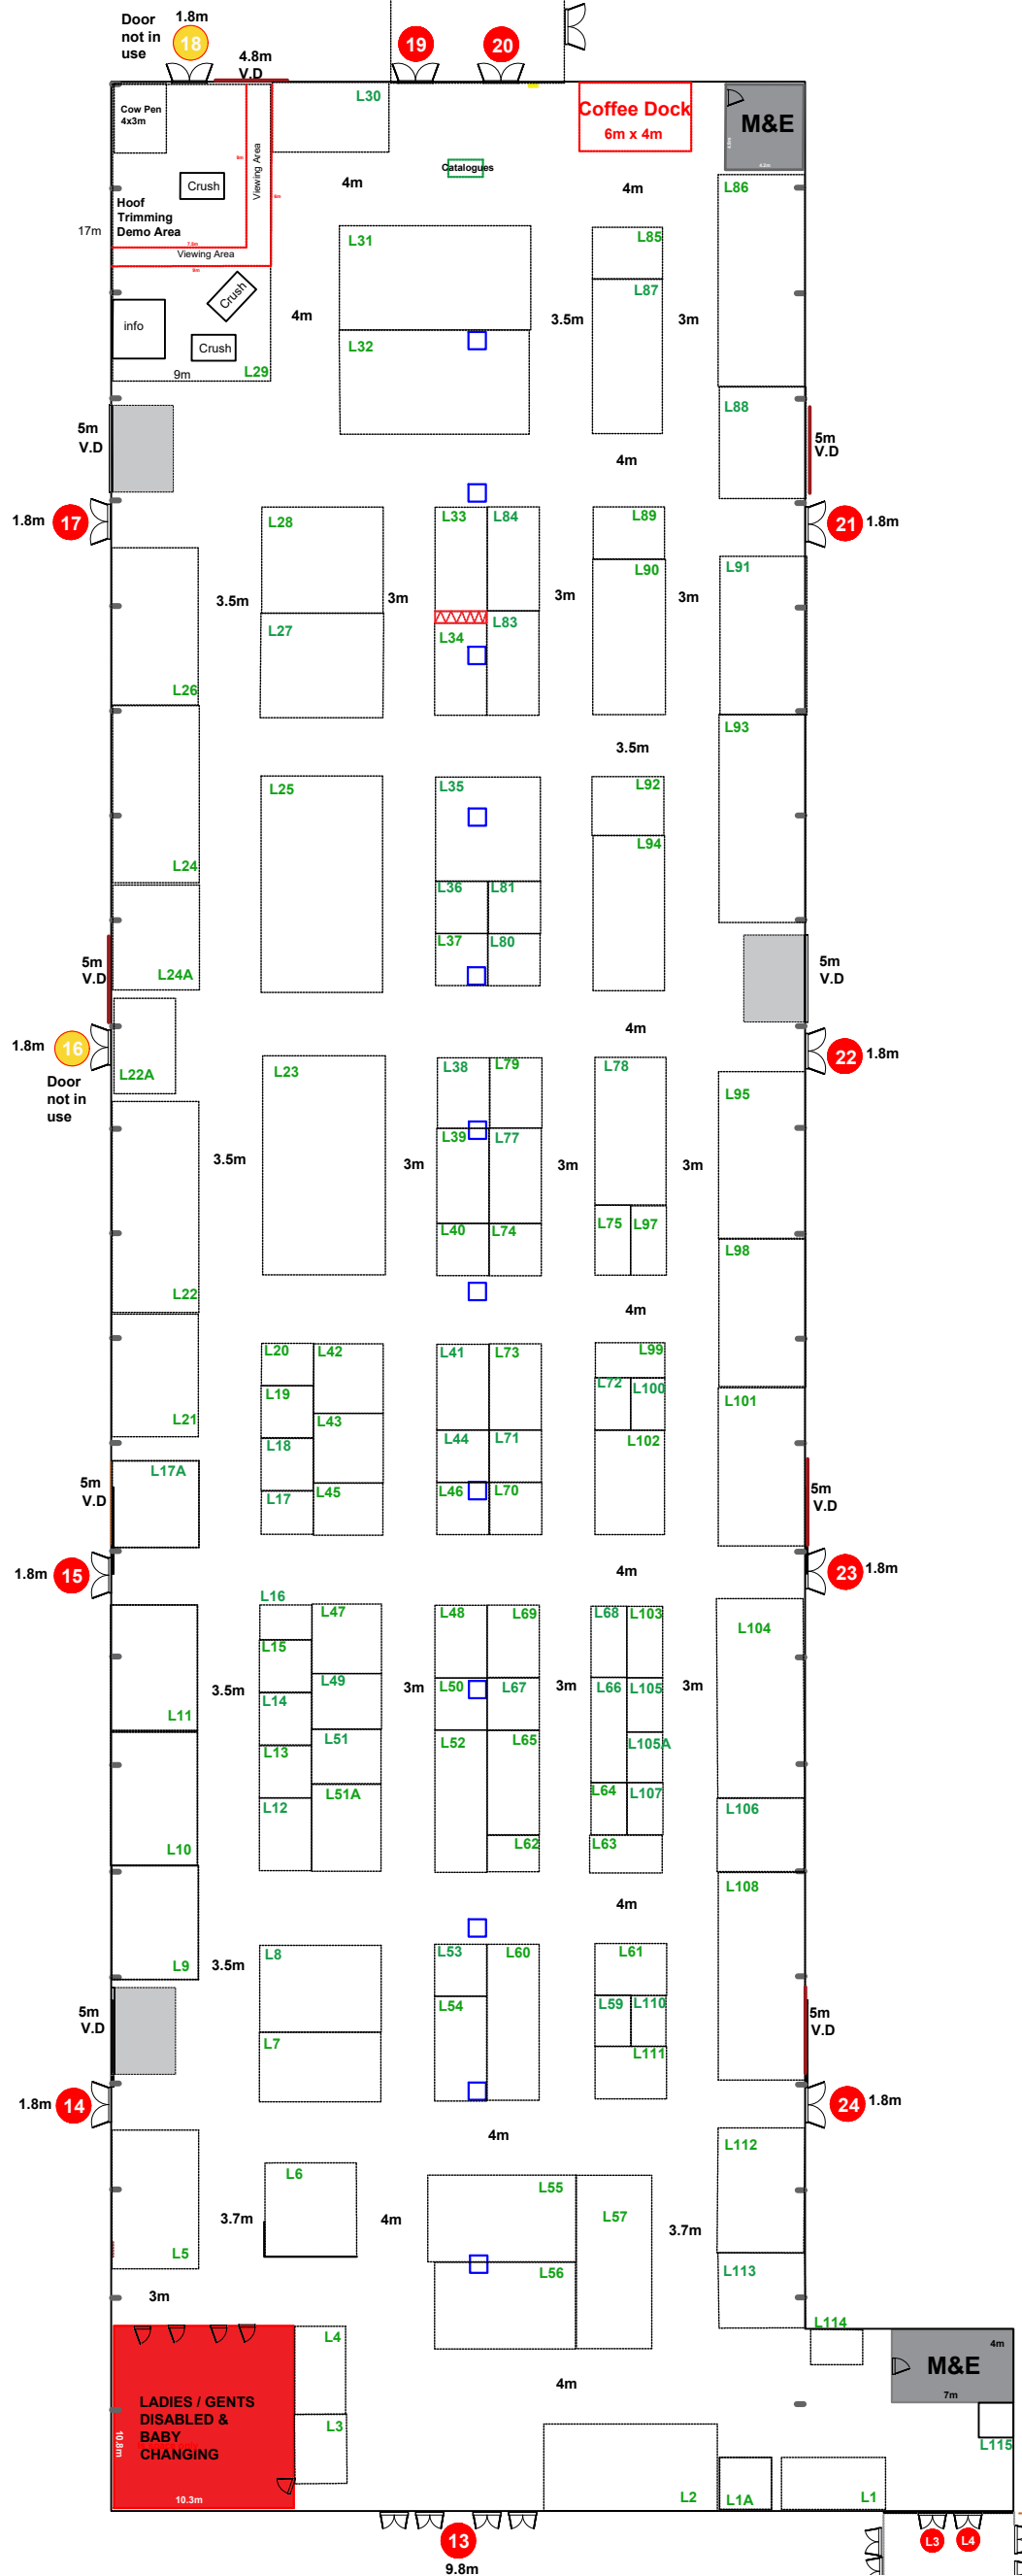 Door
not in
use
1.8m
18
4.8m
V.D
19
20
Cow Pen
4x3m
L30
Coffee Dock
6m x 4m
M&E
4.2m
Catalogues
Viewing Area
Crush
4m
4m
L86
Hoof
Trimming
Demo Area
17m
7.5m
Viewing Area
9m
L31
L85
L87
Crush
info
4m
3.5m
3m
Crush
L32
9m
L29
L88
5m
V.D
5m
V.D
4m
1.8m
17
L28
L33
L84
L89
21
1.8m
L90
L91
3.5m
3m
3m
3m
L27
L34
L83
L26
L93
3.5m
L25
L35
L92
L94
L24
L36
L81
L37
L80
5m
V.D
L24A
5m
V.D
4m
1.8m
16
Door
not in
use
L22A
L23
L38
L79
L78
22
1.8m
L95
L39
L77
3.5m
3m
3m
3m
L75
L97
L40
L74
L98
L22
4m
L20
L42
L41
L73
L99
L72
L100
L19
L101
L21
L43
L18
L44
L71
L102
L17A
5m
V.D
L17
L45
L46
L70
5m
V.D
1.8m
15
4m
23
1.8m
L16
L47
L48
L69
L68
L103
L104
L15
L49
L50
L67
L66
L105
3.5m
3m
3m
3m
L14
L11
L51
L52
L65
L105A
L13
L51A
L64
L107
L12
L106
L10
L62
L63
L108
4m
L8
L53
L60
L61
L9
3.5m
L54
L59
L110
5m
V.D
5m
V.D
L7
L111
1.8m
14
24
1.8m
4m
L112
L6
L55
L57
3.7m
4m
3.7m
L5
L56
L113
3m
L114
L4
4m
M&E
7m
4m
LADIES / GENTS
DISABLED &
BABY
CHANGING
10.8m
10.3m
L3
L115
L2
L1A
L1
13
9.8m
L3
L4